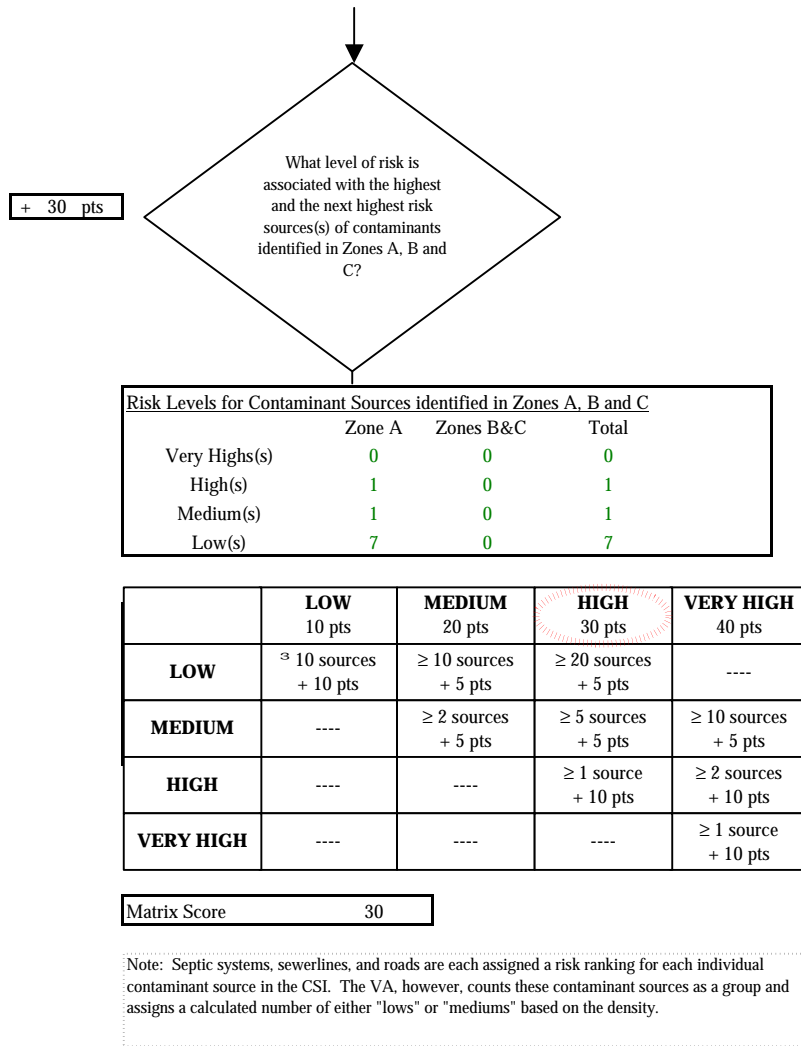 What level of risk is
associated with the highest
and the next highest risk
sources(s) of contaminants
identified in Zones A, B and
C?
+ 30 pts
Risk Levels for Contaminant Sources identified in Zones A, B and C
Zone A Zones B&C Total
Very Highs(s) 0 0 0
High(s) 1 0 1
Medium(s) 1 0 1
Low(s) 7 0 7
LOW MEDIUM HIGH VERY HIGH
10 pts 20 pts 30 pts 40 pts
LOW ³ 10 sources ≥ 10 sources ≥ 20 sources ----
+ 10 pts + 5 pts + 5 pts
MEDIUM ---- ≥ 2 sources ≥ 5 sources ≥ 10 sources
+ 5 pts + 5 pts + 5 pts
HIGH ---- ---- ≥ 1 source ≥ 2 sources
+ 10 pts + 10 pts
VERY HIGH ---- ---- ---- ≥ 1 source
+ 10 pts
Matrix Score 30
Note: Septic systems, sewerlines, and roads are each assigned a risk ranking for each individual
contaminant source in the CSI. The VA, however, counts these contaminant sources as a group and
assigns a calculated number of either "lows" or "mediums" based on the density.